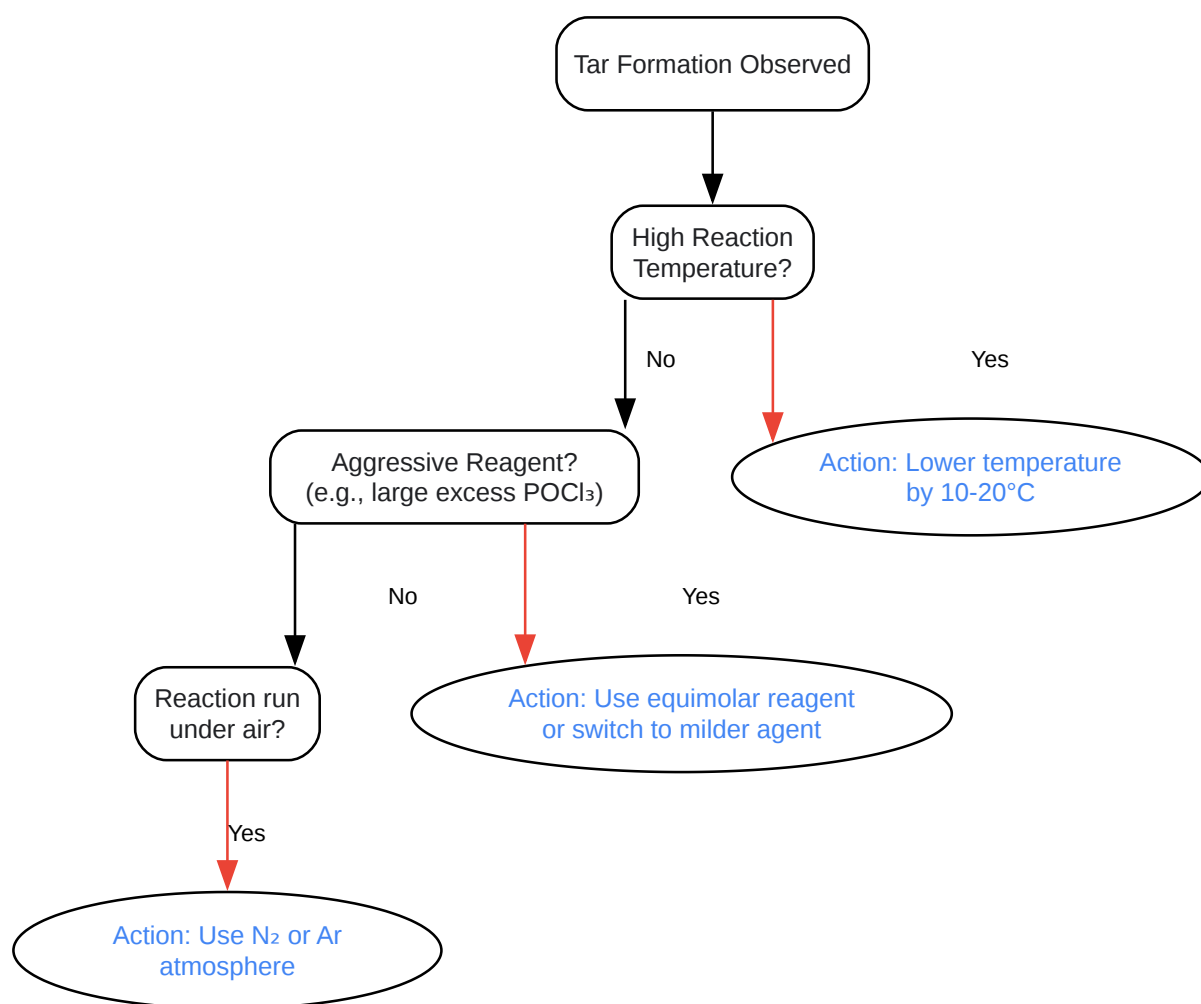 Tar Formation Observed
High Reaction
Temperature?
No
Yes
Aggressive Reagent?
(e.g., large excess POCl₃)
Action: Lower temperature
by 10-20°C
No
Yes
Reaction run
under air?
Action: Use equimolar reagent
or switch to milder agent
Yes
Action: Use N₂ or Ar
atmosphere